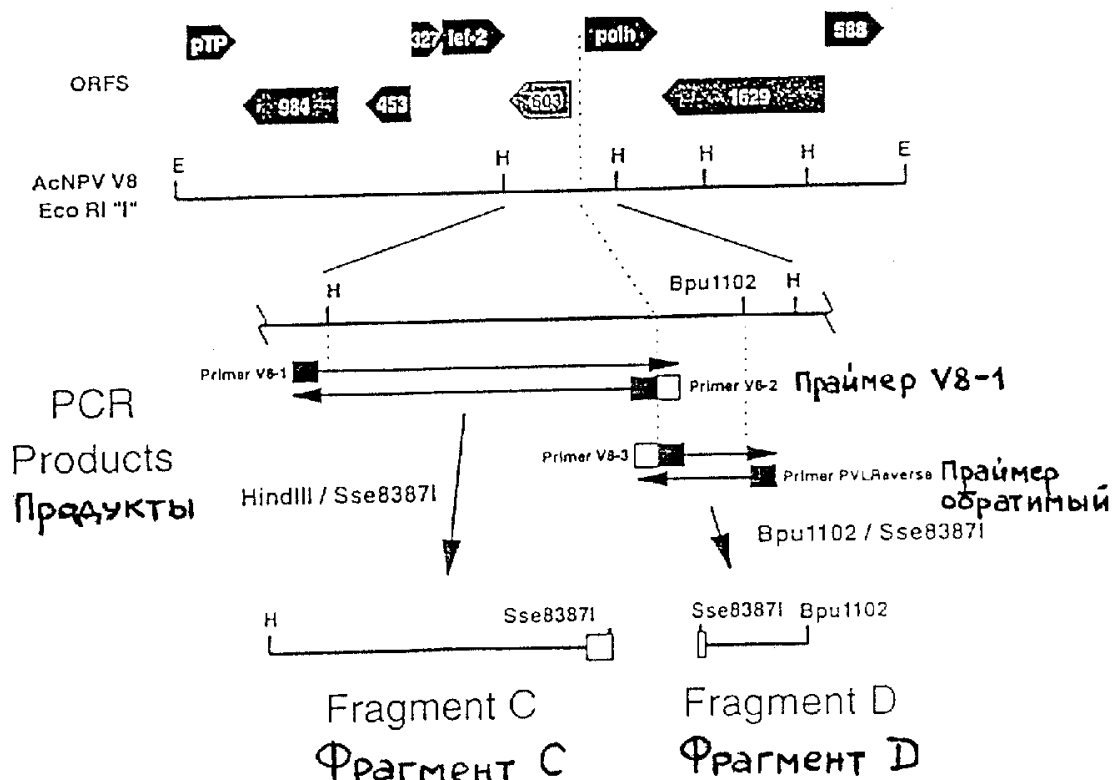 pTP
327 lef-2
polh
588
ORFS
984
453
603
1629
E H H H H E
AcNPV V8
Eco RI "I"
H
Bpu1102 H
Primer V8-1
Primer V8-2 Праймер V8-1
PCR
Products
Продукты
Primer V8-3
Primer PVLReverse Праймер
обратимый
HindIII / Sse8387I
Bpu1102 / Sse8387I
H Sse8387I
Sse8387I Bpu1102
Fragment C
Fragment D
Фрагмент C
Фрагмент D